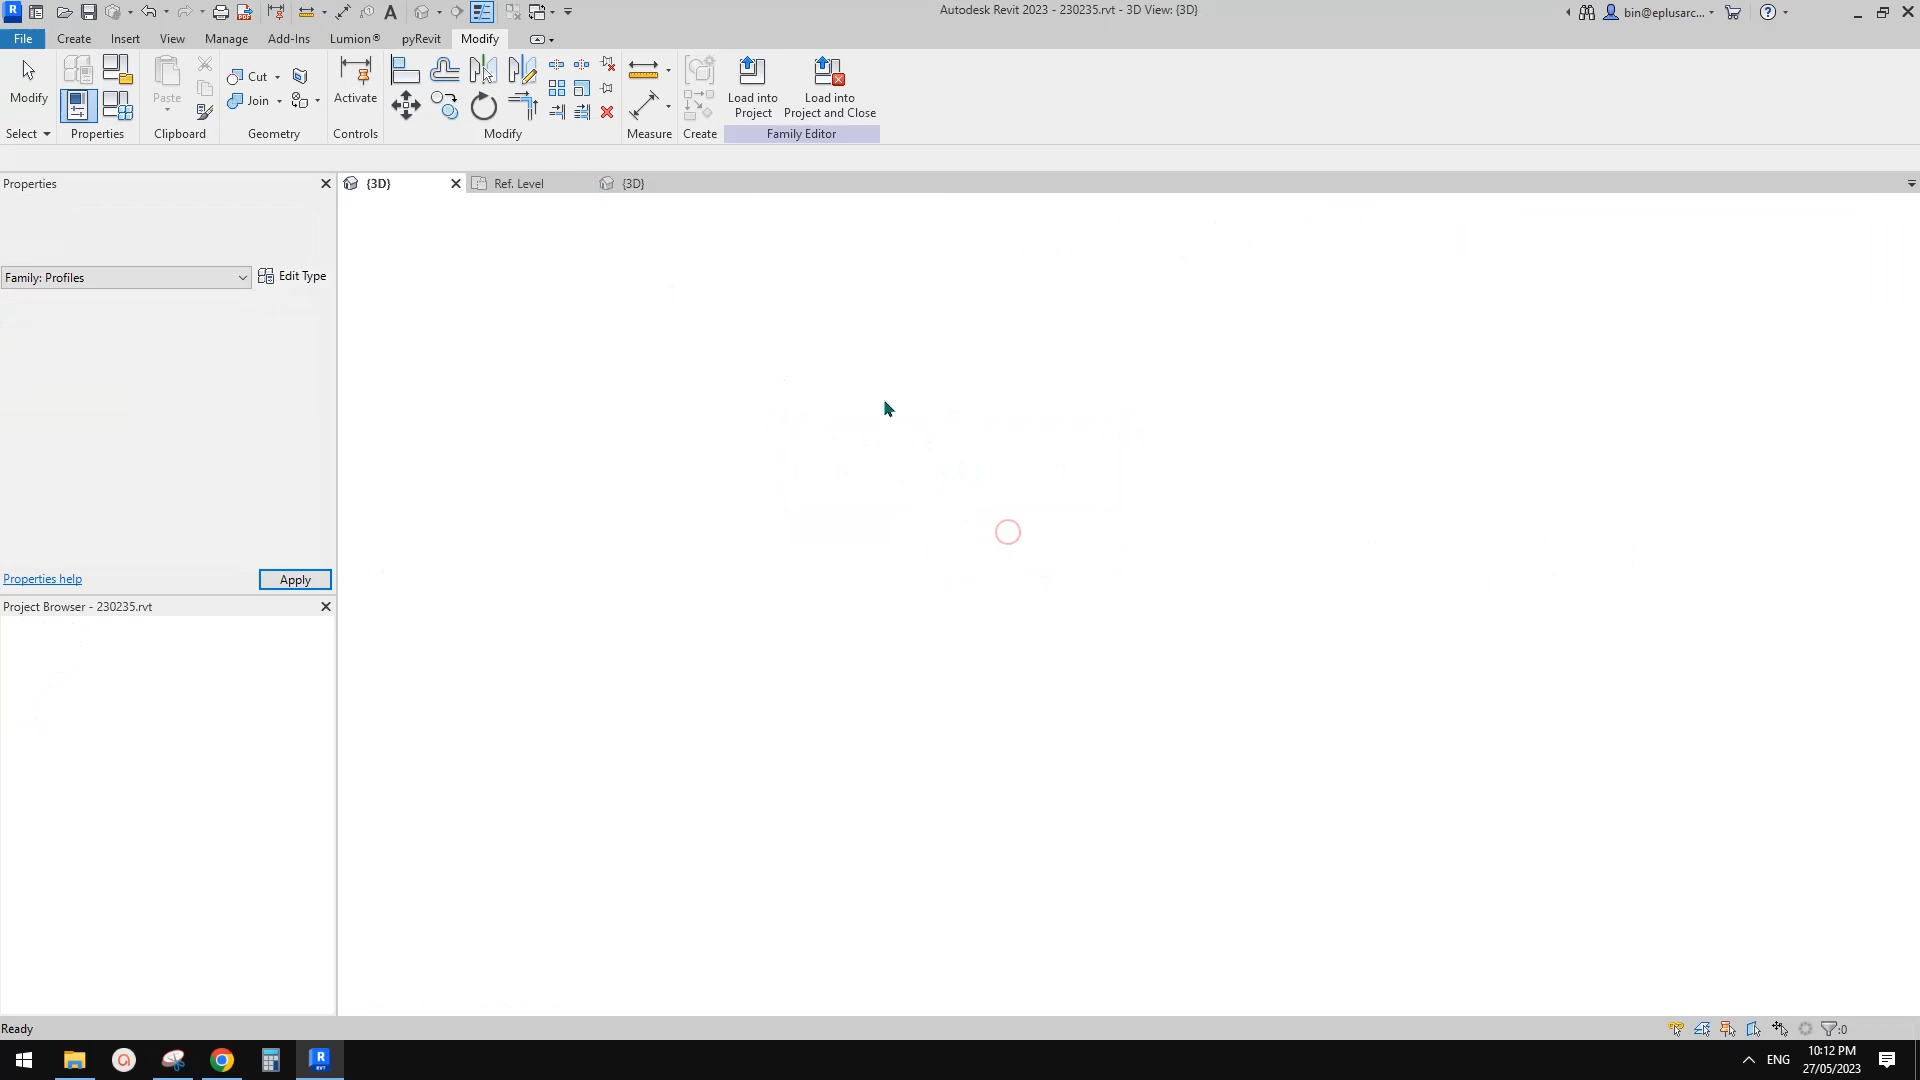 Autodesk Revit 2023 - 230235.rvt - 3D View: {3D}
bin@eplusarc...
File
Create
Insert
View
Manage
Add-Ins
Lumion®
pyRevit
Modify
Modify
Paste
Cut
Join
Activate
Load into
Project
Load into
Project and Close
Select
Properties
Clipboard
Geometry
Controls
Modify
Measure
Create
Family Editor
Properties
{3D}
Ref. Level
{3D}
Family: Profiles
Edit Type
Properties help
Apply
Project Browser - 230235.rvt
Ready
:0
ENG
10:12 PM
27/05/2023